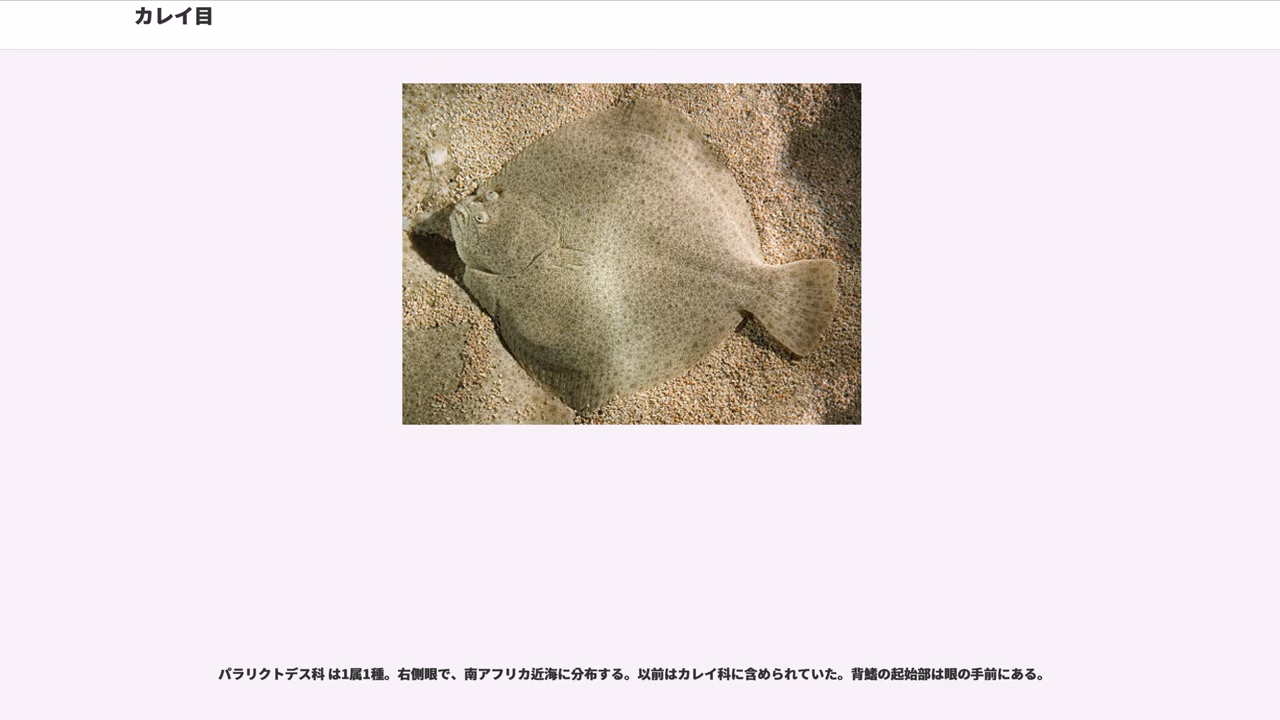 カレイ目
パラリクトデス科 は1属1種。右側眼で、南アフリカ近海に分布する。以前はカレイ科に含められていた。背鰭の起始部は眼の手前にある。